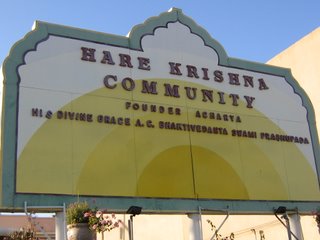 HARE KRISHNA
COMMUNITY
FOUNDER ACHARYA
HIS DIVINE GRACE A. C. BHAKTIVEDANTA SWAMI PRABHUPADA